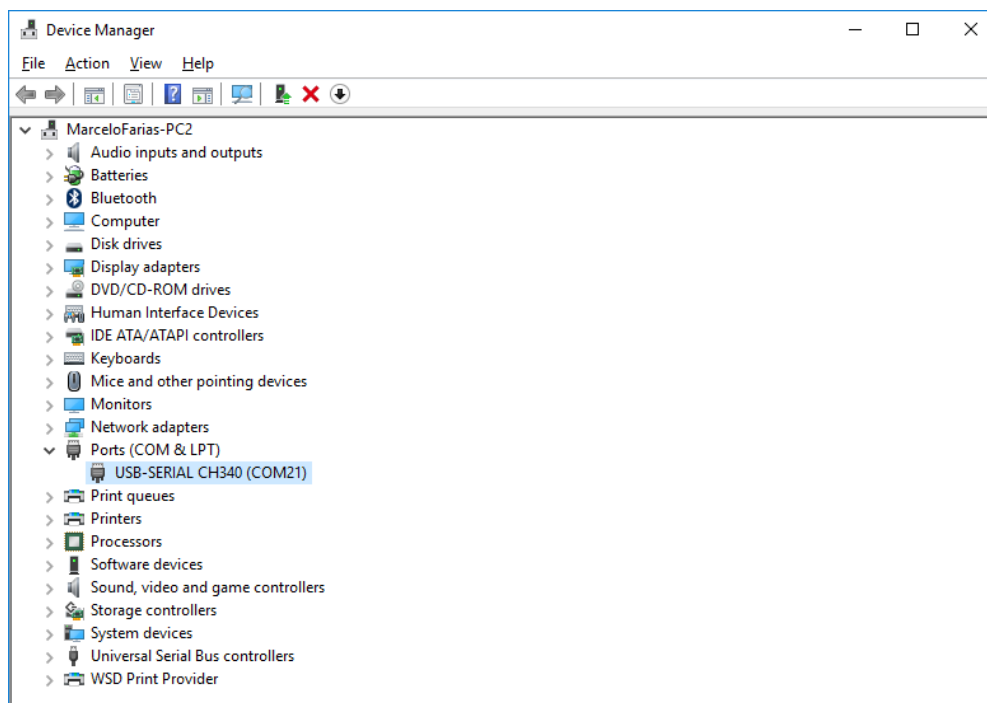 Device Manager
File Action View Help
MarceloFarias-PC2
Audio inputs and outputs
Batteries
Bluetooth
Computer
Disk drives
Display adapters
DVD/CD-ROM drives
Human Interface Devices
IDE ATA/ATAPI controllers
Keyboards
Mice and other pointing devices
Monitors
Network adapters
Ports (COM & LPT)
USB-SERIAL CH340 (COM21)
Print queues
Printers
Processors
Software devices
Sound, video and game controllers
Storage controllers
System devices
Universal Serial Bus controllers
WSD Print Provider